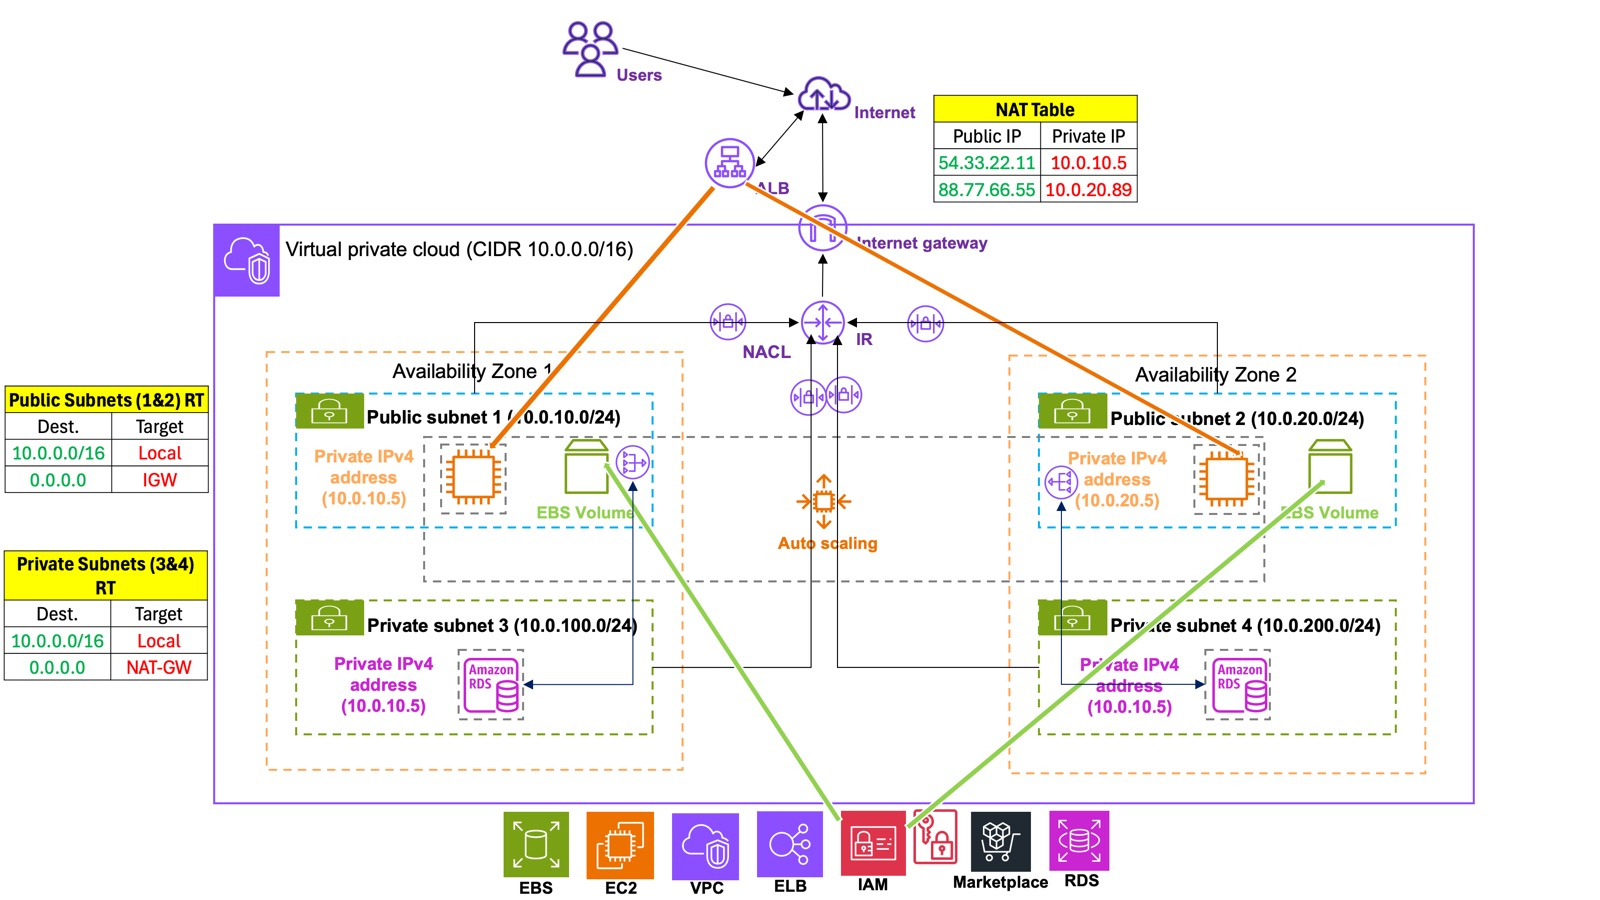 Users
Internet
NAT Table
Public IP Private IP
54.33.22.11 10.0.10.5
88.77.66.55 10.0.20.89
ALB
Internet gateway
Virtual private cloud (CIDR 10.0.0.0/16)
NACL
IR
Availability Zone 1
Availability Zone 2
Public Subnets (1&2) RT
Dest. Target
10.0.0.0/16 Local
0.0.0.0 IGW
Public subnet 1 (10.0.10.0/24)
Private IPv4
address
(10.0.10.5)
EBS Volume
Auto scaling
Public subnet 2 (10.0.20.0/24)
Private IPv4
address
(10.0.20.5)
EBS Volume
Private Subnets (3&4)
RT
Dest. Target
10.0.0.0/16 Local
0.0.0.0 NAT-GW
Private subnet 3 (10.0.100.0/24)
Private IPv4
address
(10.0.10.5)
Amazon
RDS
Private subnet 4 (10.0.200.0/24)
Private IPv4
address
(10.0.10.5)
Amazon
RDS
EBS
EC2
VPC
ELB
IAM
Marketplace
RDS